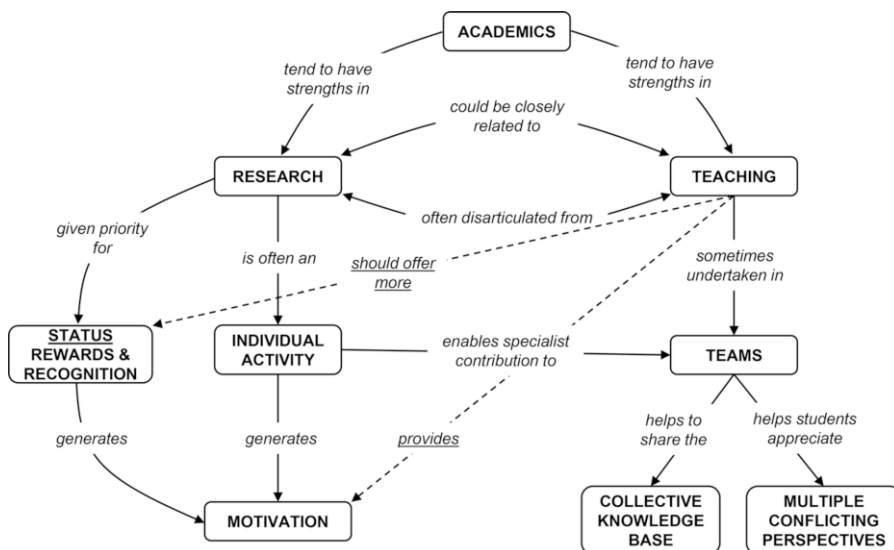 ACADEMICS
tend to have
strengths in
tend to have
strengths in
could be closely
related to
RESEARCH
TEACHING
often disarticulated from
given priority
for
is often an
should offer
more
sometimes
undertaken in
STATUS
REWARDS &
RECOGNITION
INDIVIDUAL
ACTIVITY
enables specialist
contribution to
TEAMS
generates
generates
provides
helps to
share the
helps students
appreciate
MOTIVATION
COLLECTIVE
KNOWLEDGE
BASE
MULTIPLE
CONFLICTING
PERSPECTIVES